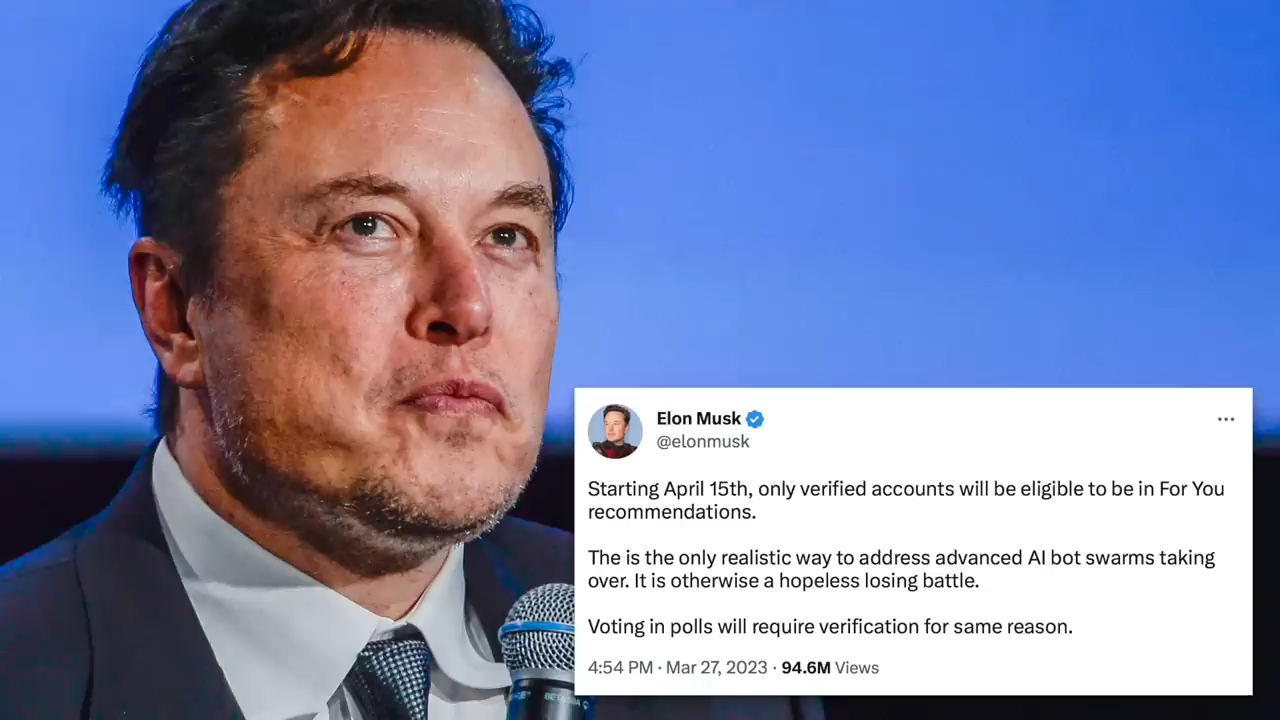 Elon Musk
@elonmusk
Starting April 15th, only verified accounts will be eligible to be in For You
recommendations.
The is the only realistic way to address advanced AI bot swarms taking
over. It is otherwise a hopeless losing battle.
Voting in polls will require verification for same reason.
4:54 PM · Mar 27, 2023 · 94.6M Views